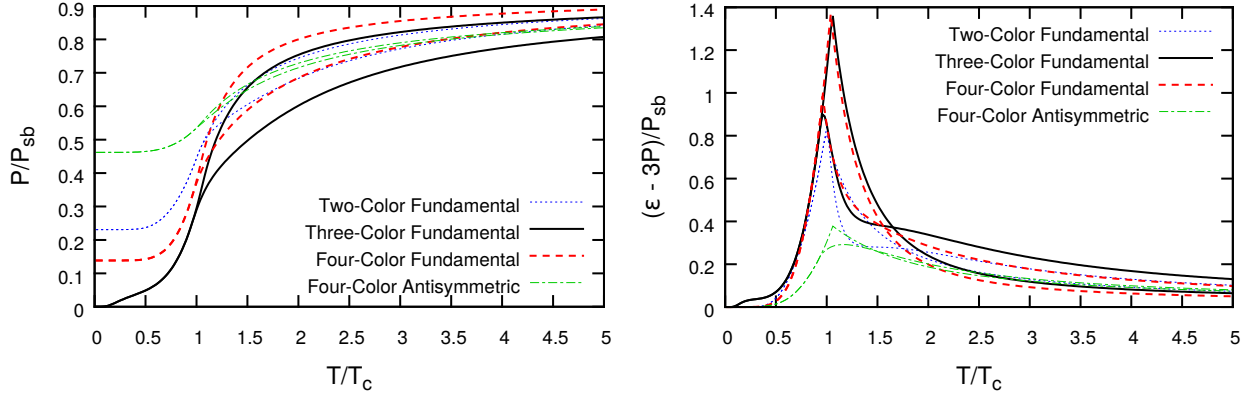 P/P_sb
0.9
0.8
0.7
0.6
0.5
0.4
0.3
0.2
0.1
0
0 0.5 1 1.5 2 2.5 3 3.5 4 4.5 5
T/T_c
Two-Color Fundamental
Three-Color Fundamental
Four-Color Fundamental
Four-Color Antisymmetric
(ε - 3P)/P_sb
1.4
1.2
1
0.8
0.6
0.4
0.2
0
0 0.5 1 1.5 2 2.5 3 3.5 4 4.5 5
T/T_c
Two-Color Fundamental
Three-Color Fundamental
Four-Color Fundamental
Four-Color Antisymmetric